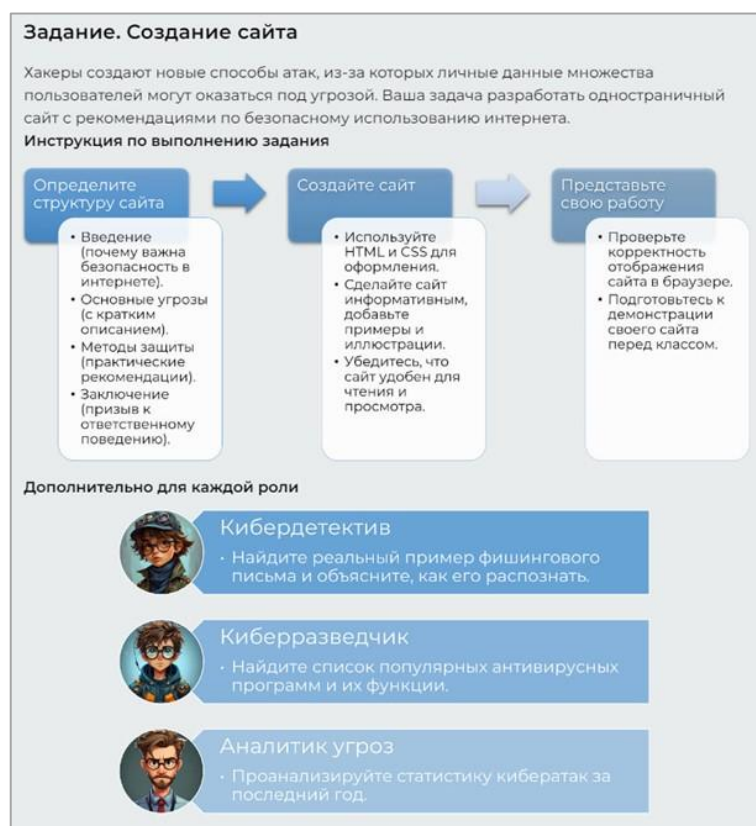 Задание. Создание сайта
Хакеры создают новые способы атак, из-за которых личные данные множества
пользователей могут оказаться под угрозой. Ваша задача разработать одностраничный
сайт с рекомендациями по безопасному использованию интернета.
Инструкция по выполнению задания
Определите
структуру сайта
• Введение
(почему важна
безопасность в
интернете).
• Основные угрозы
(с кратким
описанием).
• Методы защиты
(практические
рекомендации).
• Заключение
(призыв к
ответственному
поведению).
Создайте сайт
• Используйте
HTML и CSS для
оформления.
• Сделайте сайт
информативным,
добавьте
примеры и
иллюстрации.
• Убедитесь, что
сайт удобен для
чтения и
просмотра.
Представьте
свою работу
• Проверьте
корректность
отображения
сайта в браузере.
• Подготовьтесь к
демонстрации
своего сайта
перед классом.
Дополнительно для каждой роли
Кибердетектив
• Найдите реальный пример фишингового
письма и объясните, как его распознать.
Киберразведчик
• Найдите список популярных антивирусных
программ и их функции.
Аналитик угроз
• Проанализируйте статистику кибератак за
последний год.